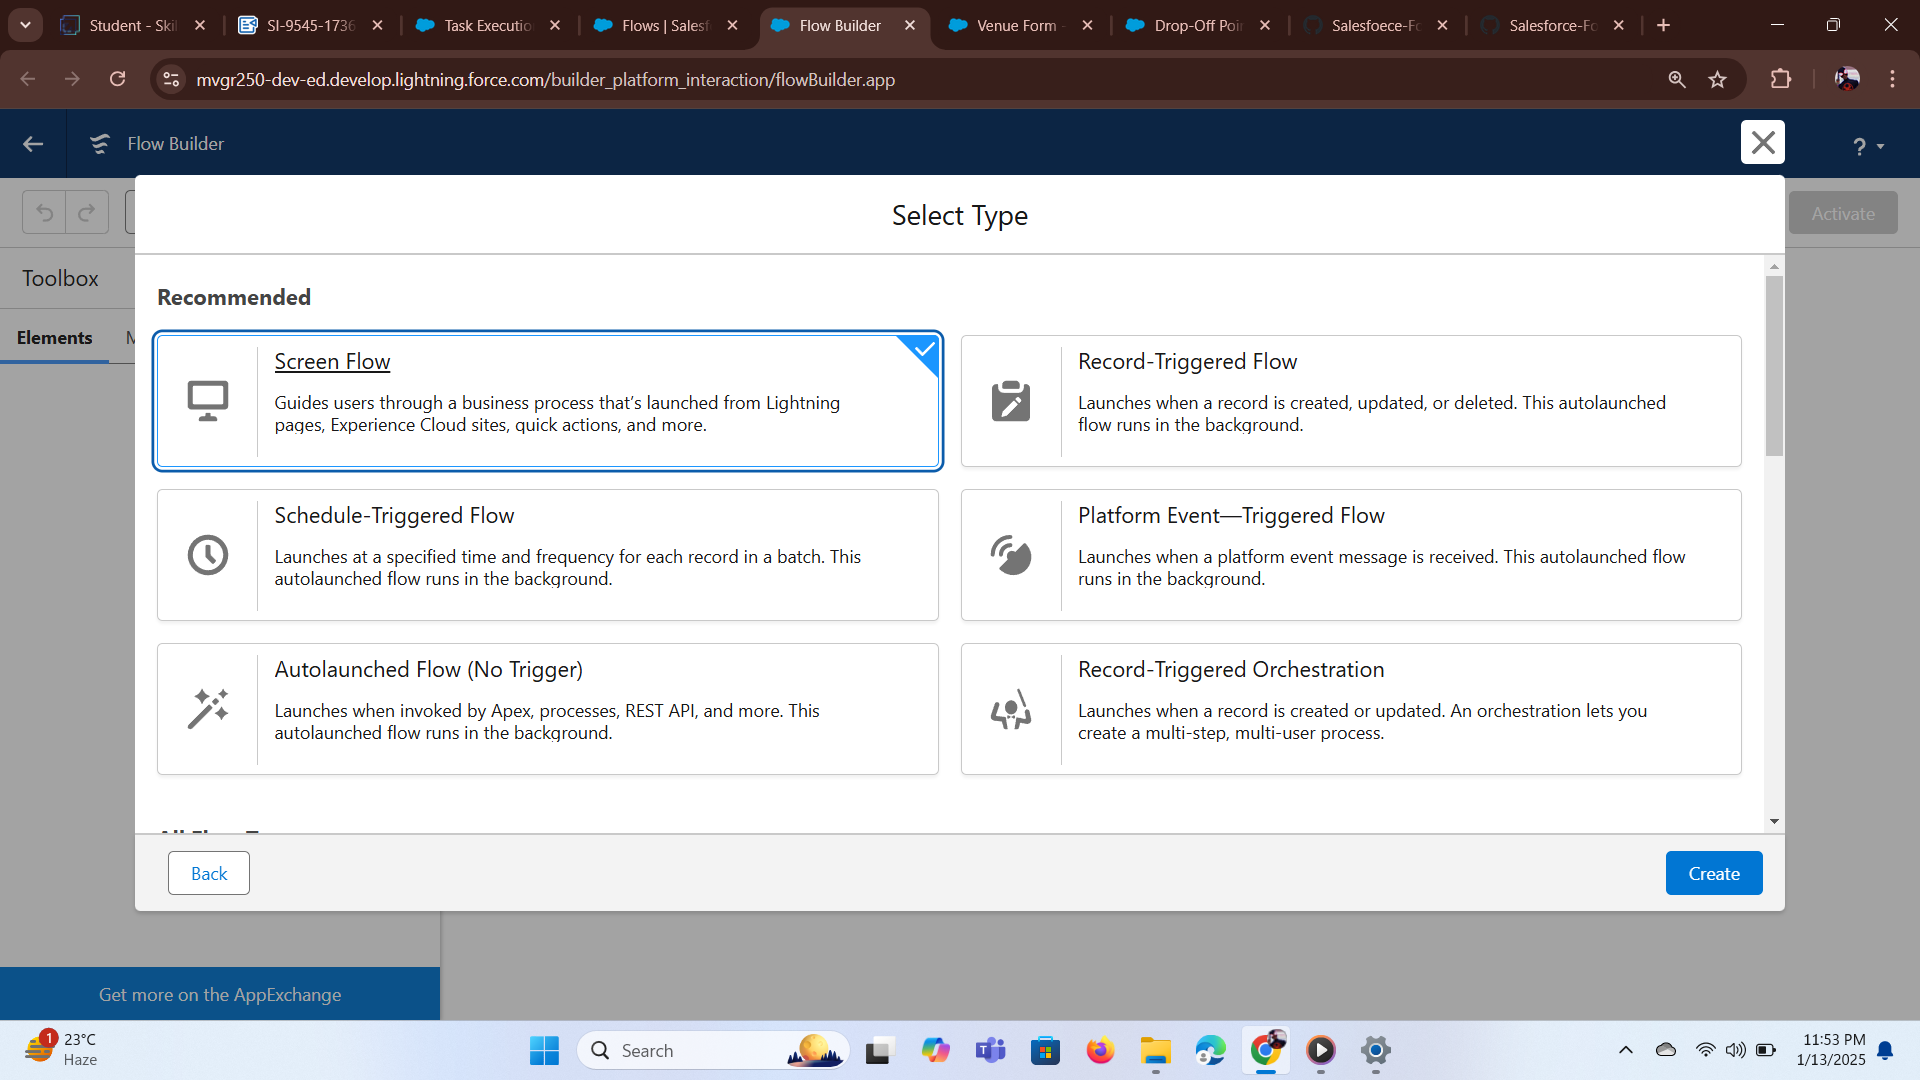 Student - Skil
SI-9545-1736
Task Executio
Flows | Salesf
Flow Builder
Venue Form -
Drop-Off Poin
Salesfoece-Fo
Salesforce-Fo
mvgr250-dev-ed.develop.lightning.force.com/builder_platform_interaction/flowBuilder.app
Flow Builder
?
Select Type
Activate
Toolbox
Elements
M
Recommended
Screen Flow
Guides users through a business process that's launched from Lightning
pages, Experience Cloud sites, quick actions, and more.
Record-Triggered Flow
Launches when a record is created, updated, or deleted. This autolaunched
flow runs in the background.
Schedule-Triggered Flow
Launches at a specified time and frequency for each record in a batch. This
autolaunched flow runs in the background.
Platform Event—Triggered Flow
Launches when a platform event message is received. This autolaunched flow
runs in the background.
Autolaunched Flow (No Trigger)
Launches when invoked by Apex, processes, REST API, and more. This
autolaunched flow runs in the background.
Record-Triggered Orchestration
Launches when a record is created or updated. An orchestration lets you
create a multi-step, multi-user process.
Back
Create
Get more on the AppExchange
1
23°C
Haze
Search
11:53 PM
1/13/2025